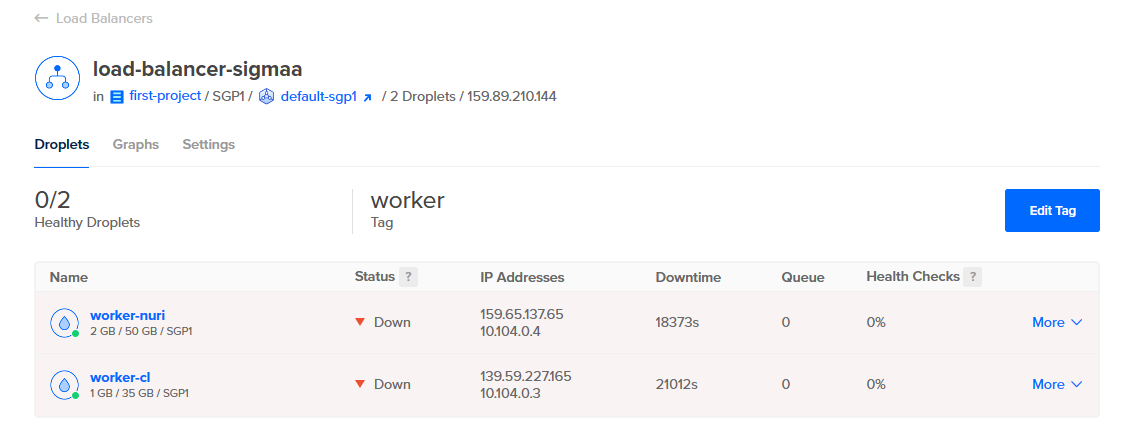 ← Load Balancers
load-balancer-sigmaa
in first-project / SGP1 / default-sgp1 ↗ / 2 Droplets / 159.89.210.144
Droplets Graphs Settings
0/2
Healthy Droplets
worker
Tag
Edit Tag
Name Status ? IP Addresses Downtime Queue Health Checks ?
worker-nuri
2 GB / 50 GB / SGP1
Down
159.65.137.65
10.104.0.4
18373s 0 0% More
worker-cl
1 GB / 35 GB / SGP1
Down
139.59.227.165
10.104.0.3
21012s 0 0% More